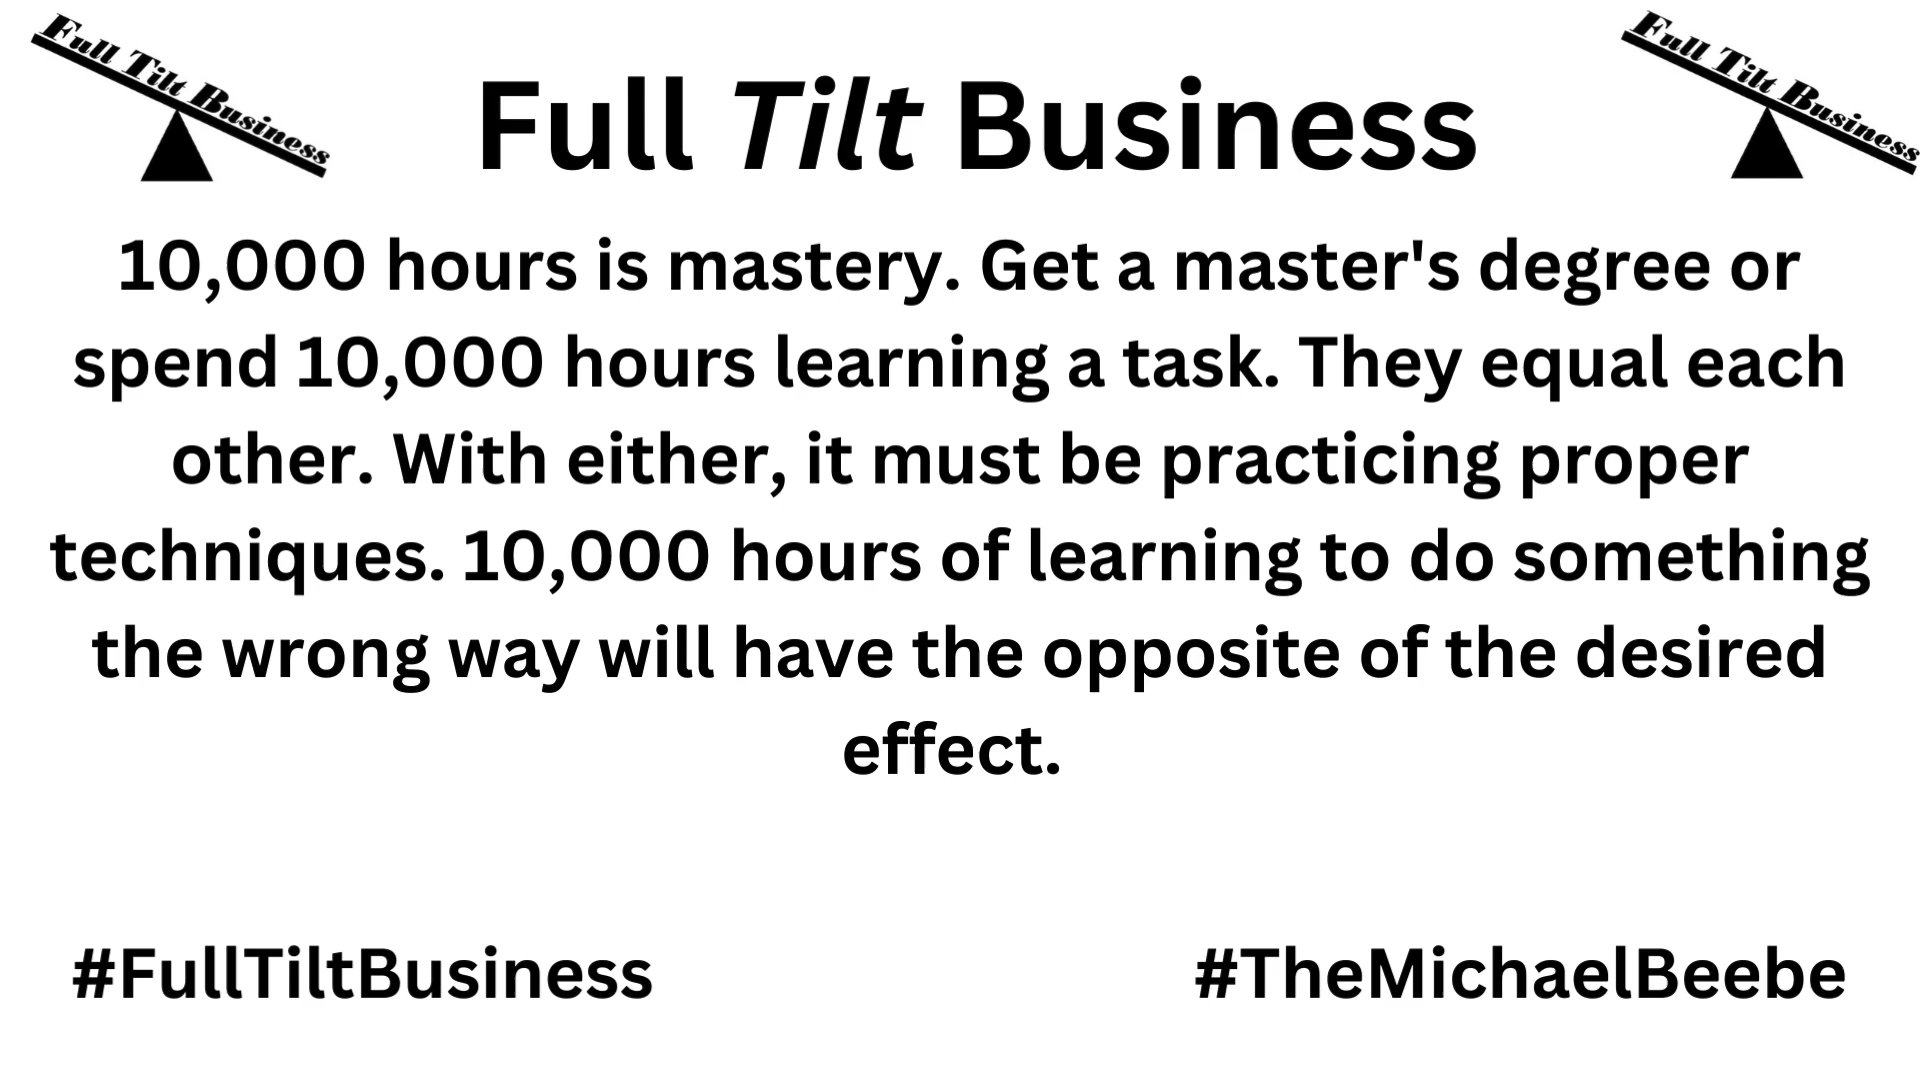 Full Tilt Business
Full Tilt Business
Full Tilt Business
10,000 hours is mastery. Get a master's degree or
spend 10,000 hours learning a task. They equal each
other. With either, it must be practicing proper
techniques. 10,000 hours of learning to do something
the wrong way will have the opposite of the desired
effect.
#FullTiltBusiness
#TheMichaelBeebe